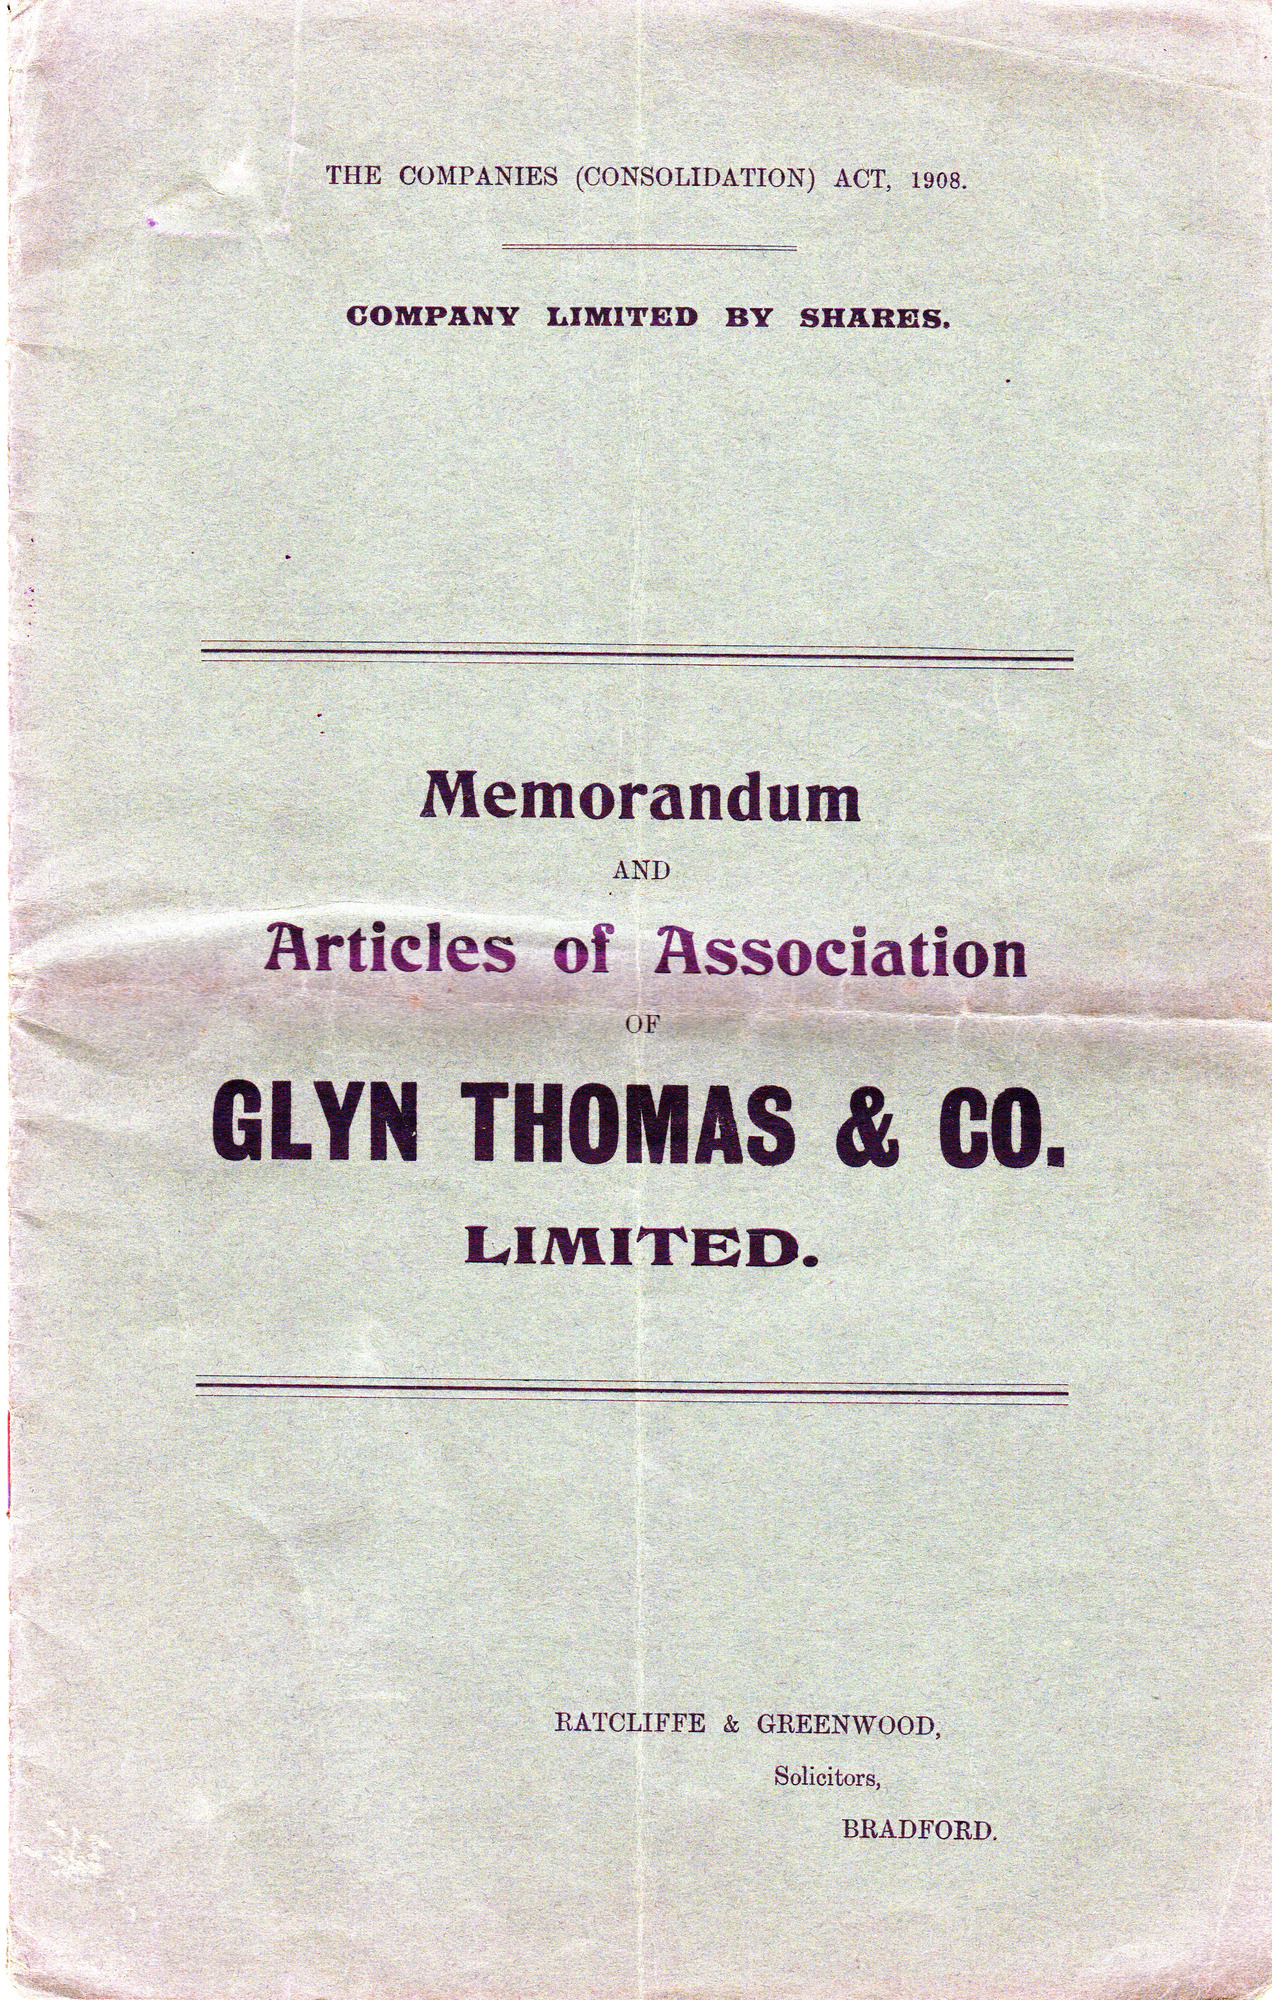 THE COMPANIES (CONSOLIDATION) ACT, 1908.
COMPANY LIMITED BY SHARES.
Memorandum
AND
Articles of Association
OF
GLYN THOMAS & CO.
LIMITED.
RATCLIFFE & GREENWOOD,
Solicitors,
BRADFORD.